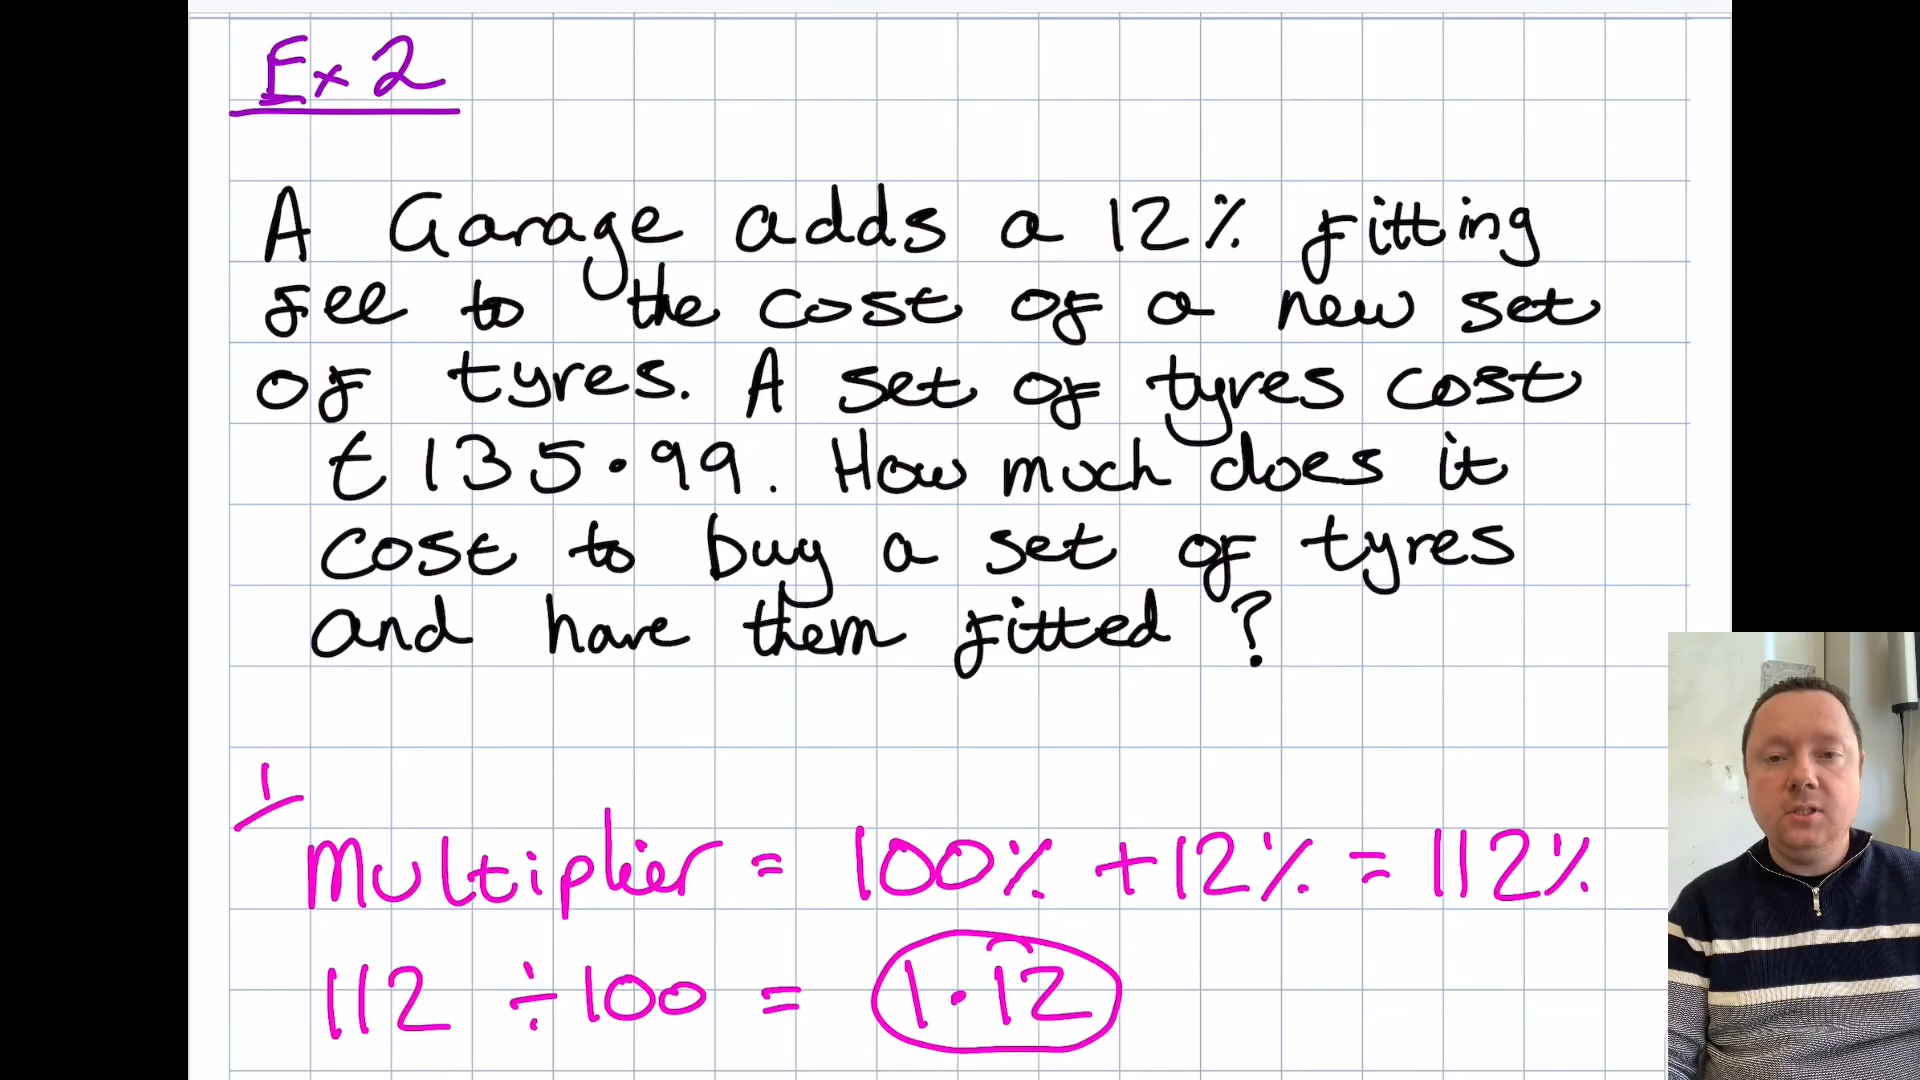 Ex 2
A Garage adds a 12% fitting
fee to the cost of a new set
of tyres. A set of tyres cost
£135.99. How much does it
cost to buy a set of tyres
and have them fitted?
1
Multiplier = 100% + 12% = 112%
112 ÷ 100 = 1.12